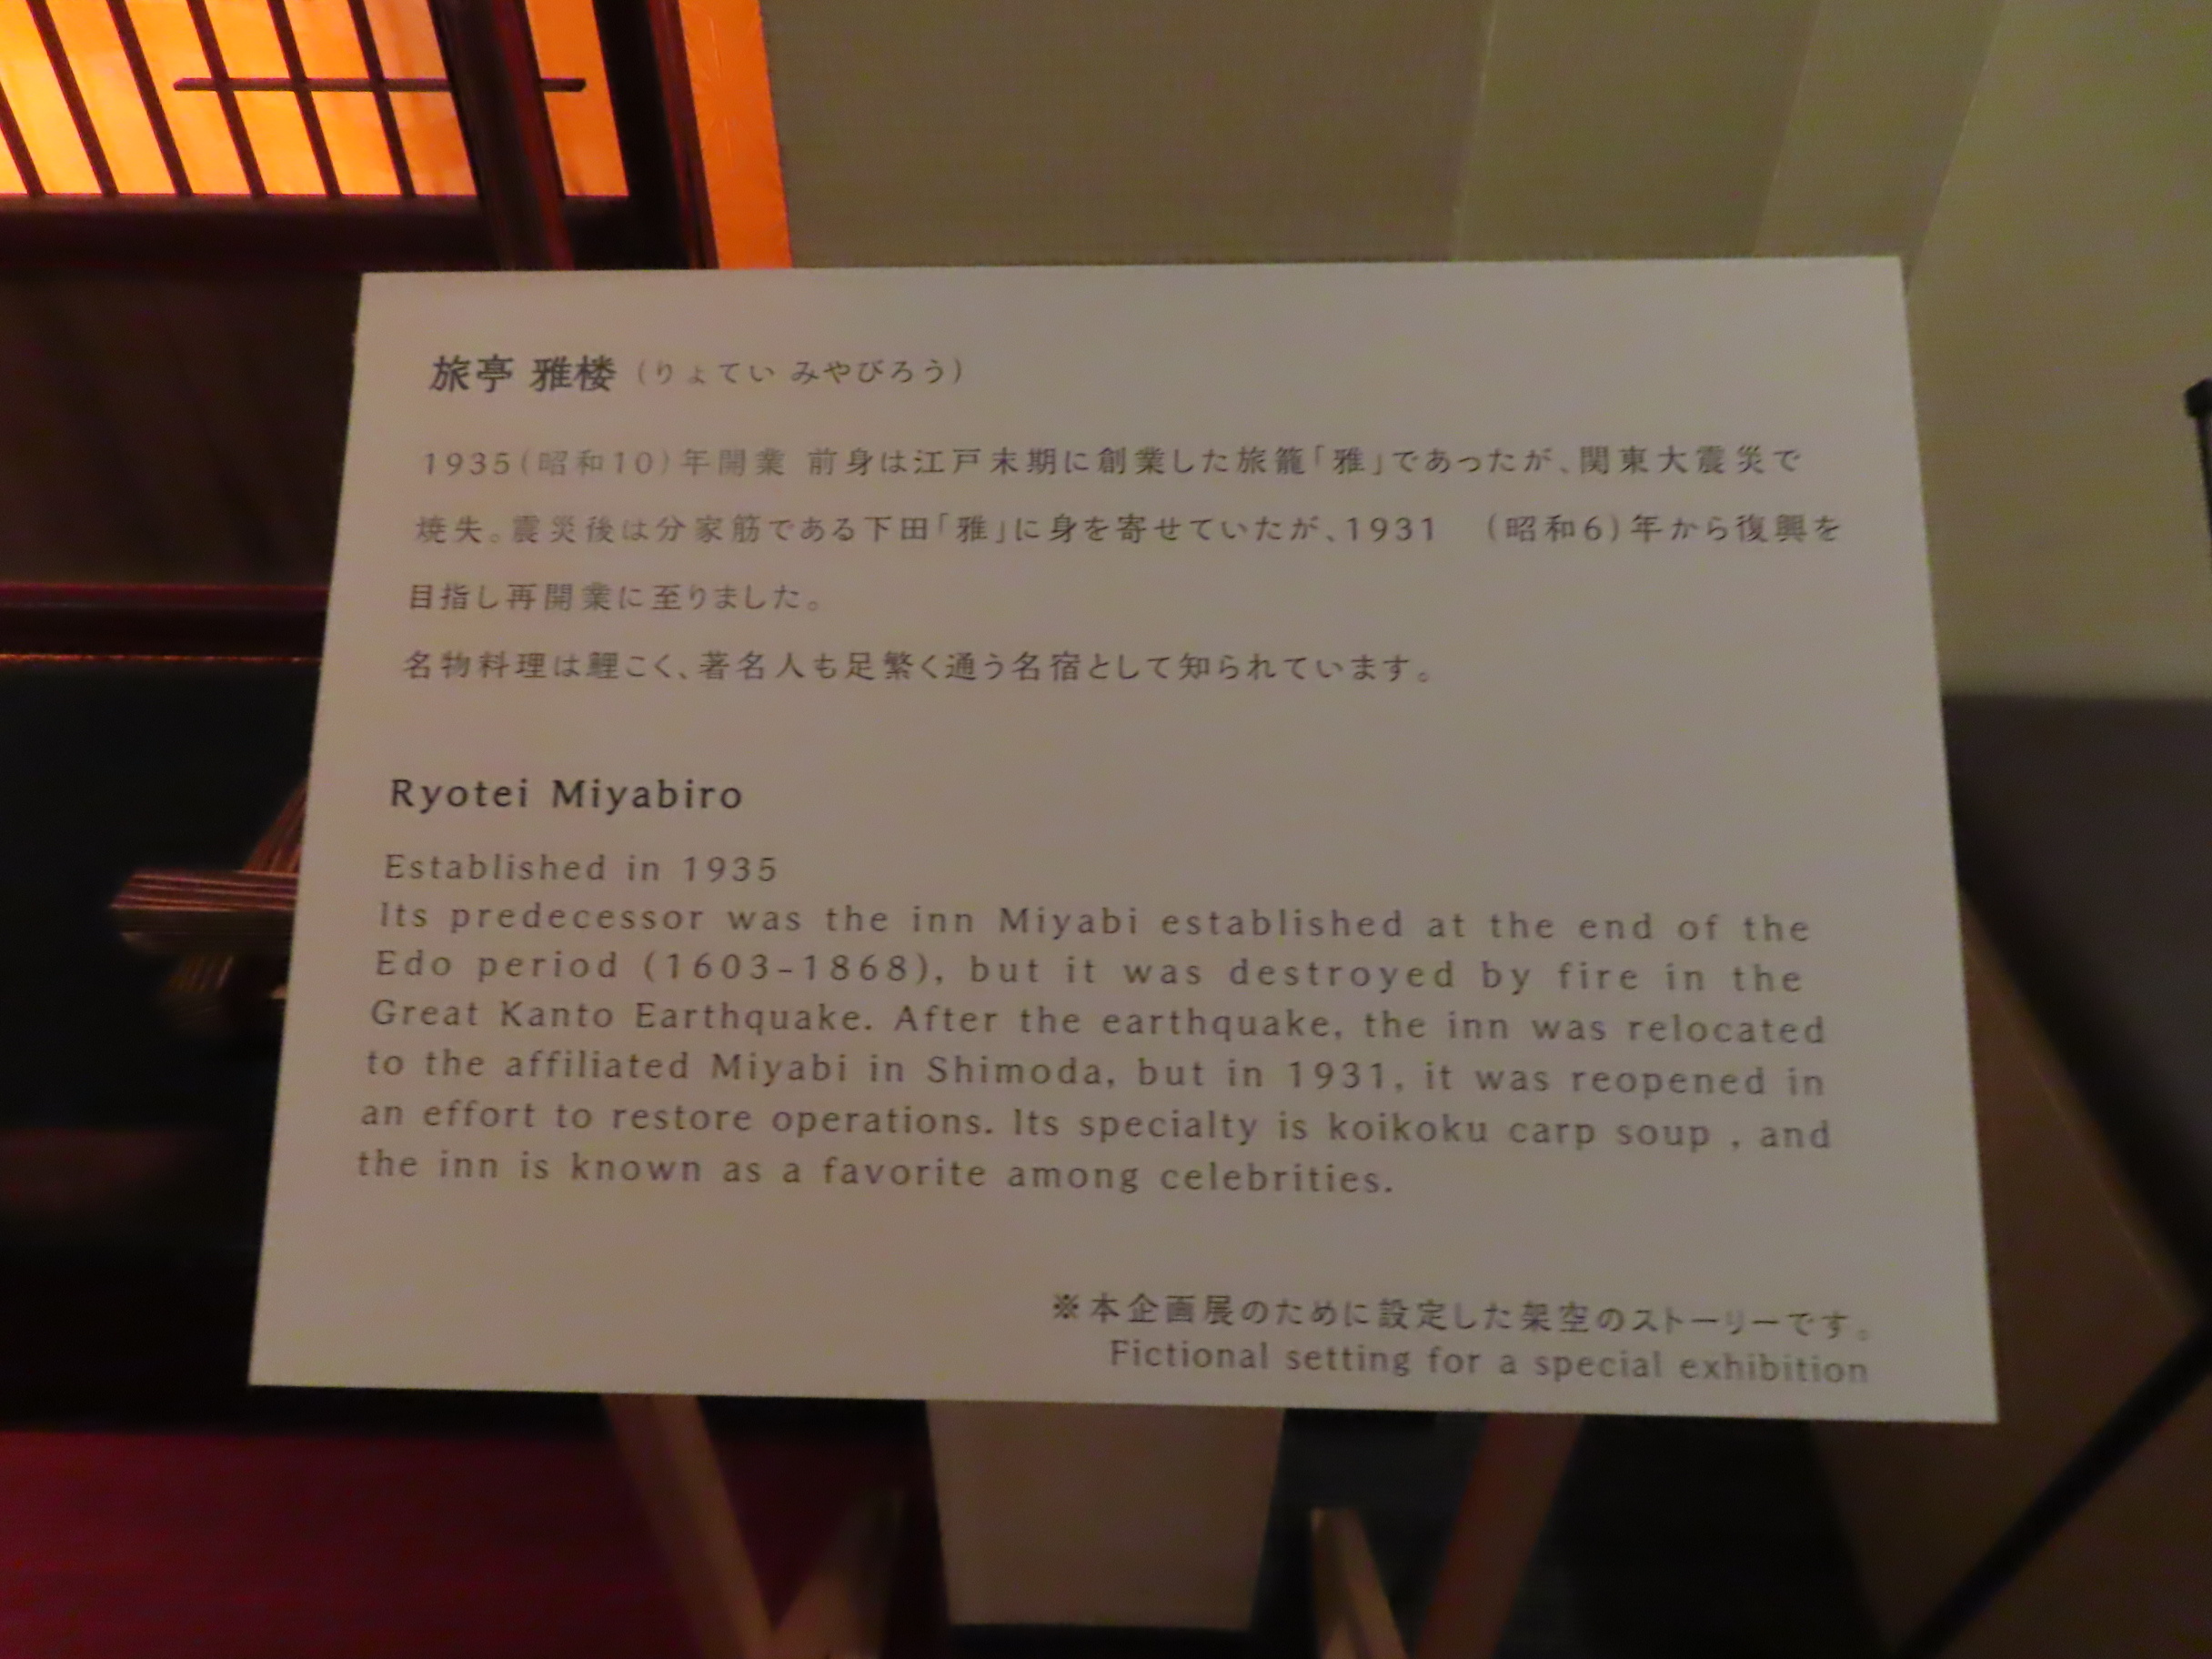 旅亭 雅楼（りょてい みやびろう）
1935(昭和10)年開業 前身は江戸末期に創業した旅籠「雅」であったが、関東大震災で
焼失。震災後は分家筋である下田「雅」に身を寄せていたが、1931　(昭和6)年から復興を
目指し再開業に至りました。
名物料理は鯉こく、著名人も足繁く通う名宿として知られています。
Ryotei Miyabiro
Established in 1935
Its predecessor was the inn Miyabi established at the end of the
Edo period (1603–1868), but it was destroyed by fire in the
Great Kanto Earthquake. After the earthquake, the inn was relocated
to the affiliated Miyabi in Shimoda, but in 1931, it was reopened in
an effort to restore operations. Its specialty is koikoku carp soup , and
the inn is known as a favorite among celebrities.
※本企画展のために設定した架空のストーリーです。
Fictional setting for a special exhibition